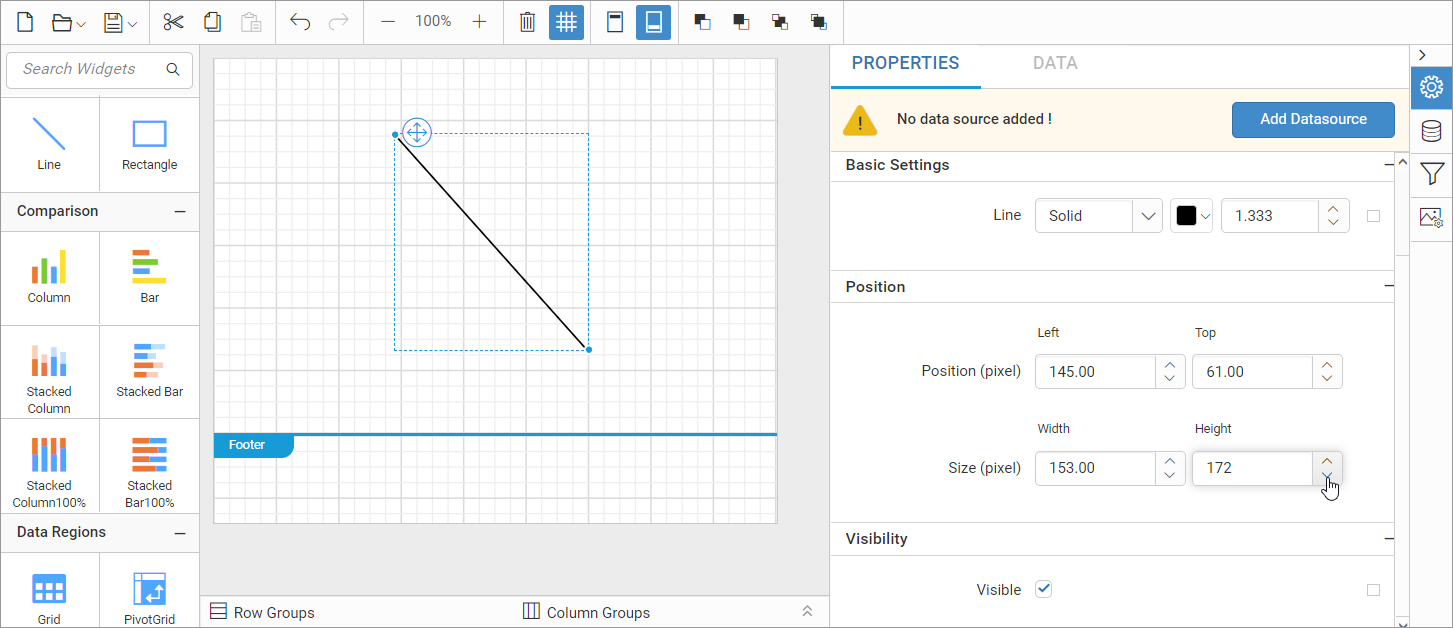 100%
Search Widgets
Line
Rectangle
Comparison
Column
Bar
Stacked
Column
Stacked Bar
Stacked
Column100%
Stacked
Bar100%
Data Regions
Grid
PivotGrid
Footer
Row Groups
Column Groups
PROPERTIES
DATA
No data source added !
Add Datasource
Basic Settings
Line
Solid
1.333
Position
Left
Top
Position (pixel)
145.00
61.00
Width
Height
Size (pixel)
153.00
172
Visibility
Visible